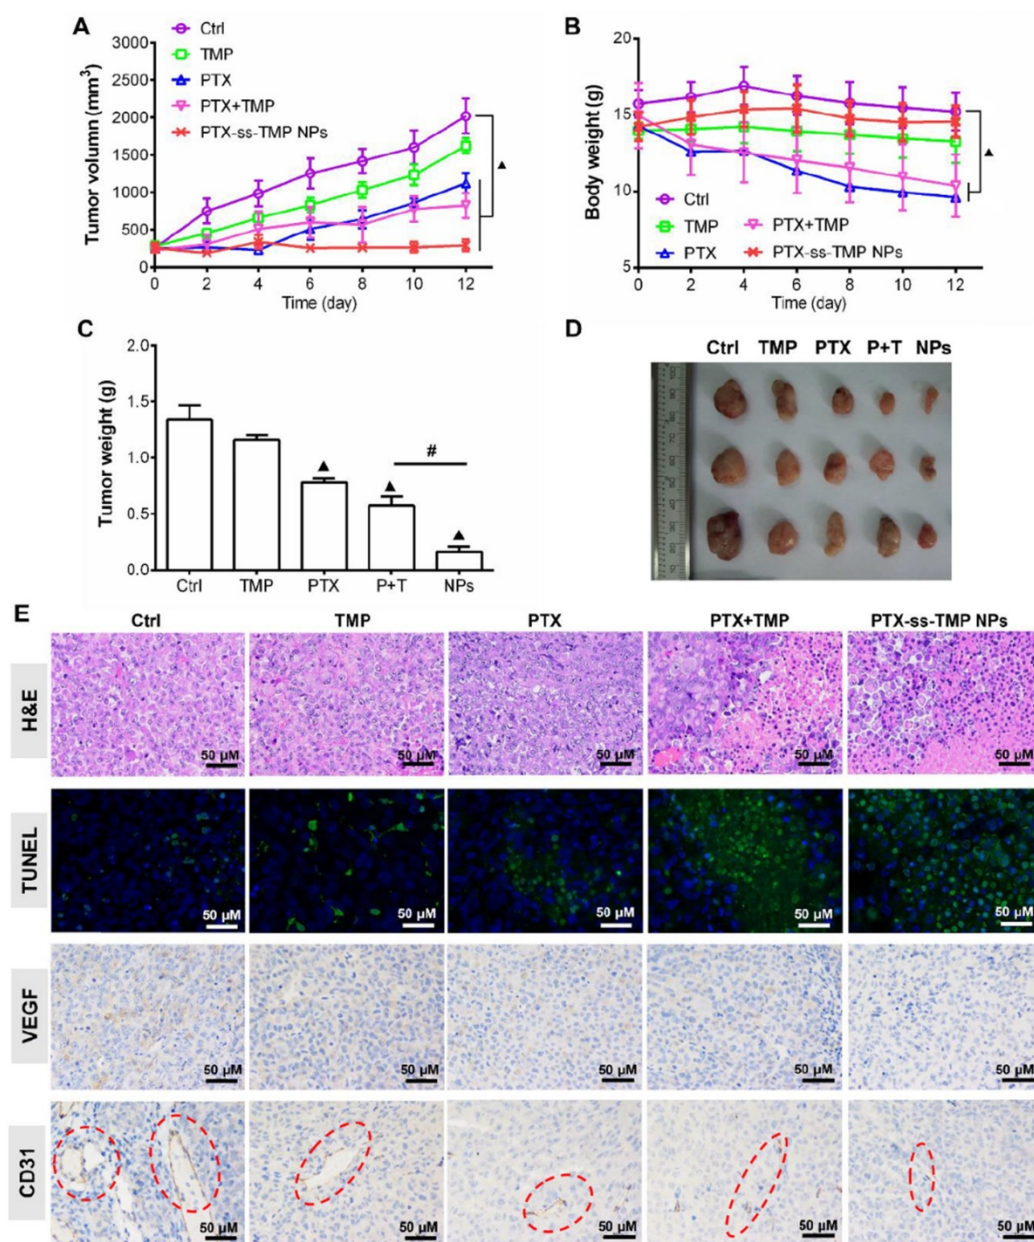 A
Ctrl
TMP
PTX
PTX+TMP
PTX-ss-TMP NPs
Tumor volumn (mm³)
3000
2500
2000
1500
1000
500
0
0 2 4 6 8 10 12
Time (day)
▲
B
Body weight (g)
20
15
10
5
Ctrl
TMP PTX+TMP
PTX PTX-ss-TMP NPs
0 2 4 6 8 10 12
Time (day)
▲
C
Tumor weight (g)
2.0
1.5
1.0
0.5
0.0
▲ ▲ # ▲
Ctrl TMP PTX P+T NPs
D
Ctrl TMP PTX P+T NPs
E
Ctrl TMP PTX PTX+TMP PTX-ss-TMP NPs
H&E
50 µM 50 µM 50 µM 50 µM 50 µM
TUNEL
50 µM 50 µM 50 µM 50 µM 50 µM
VEGF
50 µM 50 µM 50 µM 50 µM 50 µM
CD31
50 µM 50 µM 50 µM 50 µM 50 µM